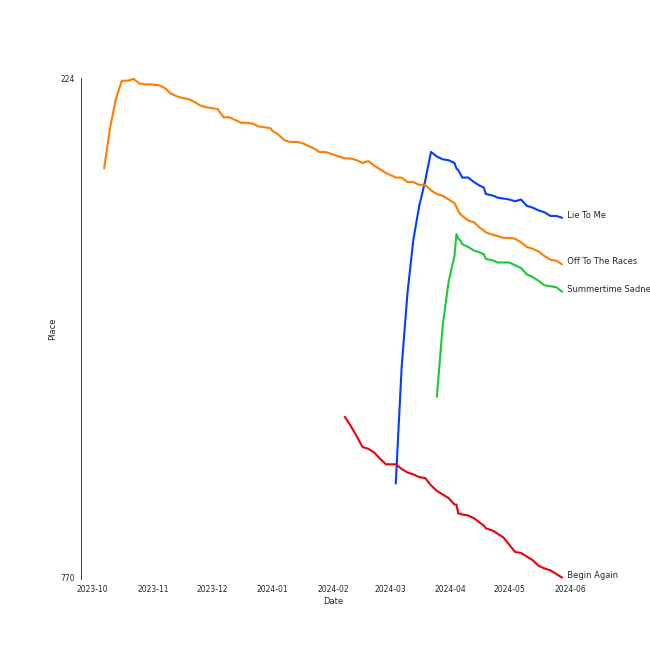 224
Lie To Me
Off To The Races
Summertime Sadne
Place
Begin Again
770
2023-10 2023-11 2023-12 2024-01 2024-02 2024-03 2024-04 2024-05 2024-06
Date